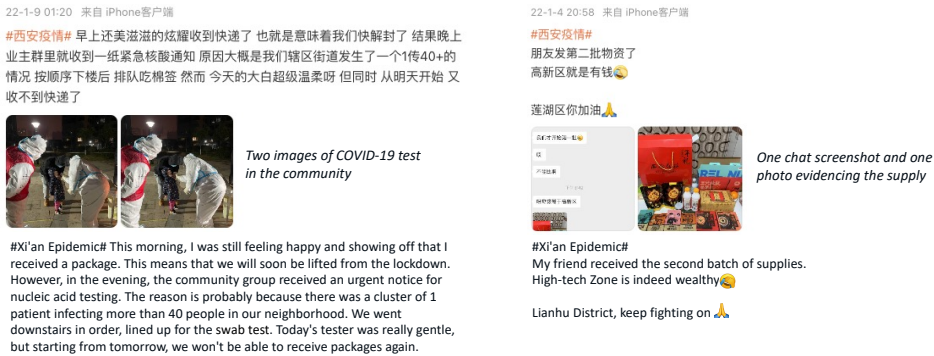 22-1-9 01:20 来自 iPhone客户端
#西安疫情# 早上还美滋滋的炫耀收到快递了 也就是意味着我们快解封了 结果晚上
业主群里就收到一纸紧急核酸通知 原因大概是我们辖区街道发生了一个1传40+的
情况 按顺序下楼后 排队吃棉签 然而 今天的大白超级温柔呀 但同时 从明天开始 又
收不到快递了
Two images of COVID-19 test
in the community
#Xi'an Epidemic# This morning, I was still feeling happy and showing off that I
received a package. This means that we will soon be lifted from the lockdown.
However, in the evening, the community group received an urgent notice for
nucleic acid testing. The reason is probably because there was a cluster of 1
patient infecting more than 40 people in our neighborhood. We went
downstairs in order, lined up for the swab test. Today's tester was really gentle,
but starting from tomorrow, we won't be able to receive packages again.
22-1-4 20:58 来自 iPhone客户端
#西安疫情#
朋友发第二批物资了
高新区就是有钱😂
莲湖区你加油🙏
One chat screenshot and one
photo evidencing the supply
#Xi'an Epidemic#
My friend received the second batch of supplies.
High-tech Zone is indeed wealthy😂
Lianhu District, keep fighting on 🙏